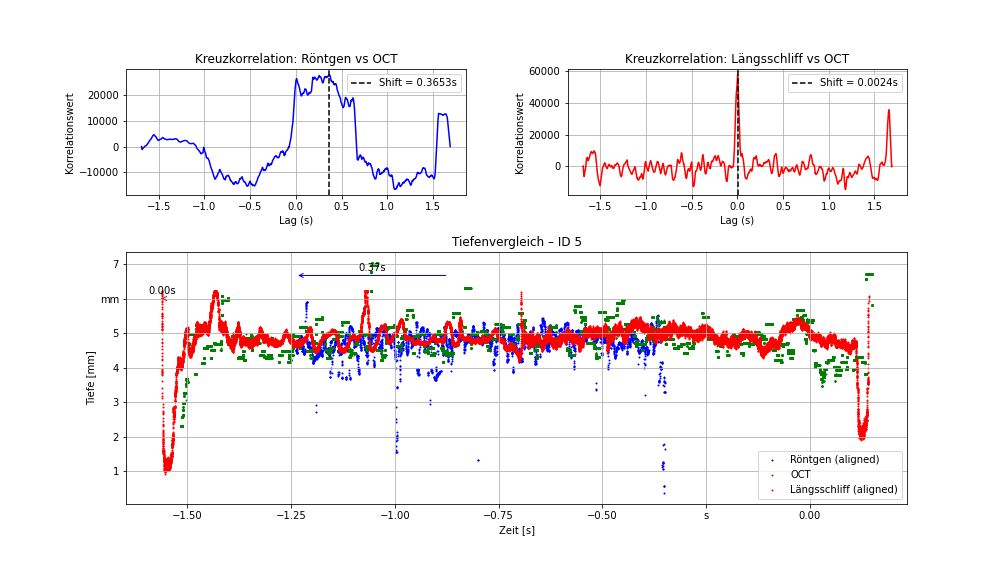 Kreuzkorrelation: Röntgen vs OCT
Korrelationswert
20000
10000
0
−10000
Shift = 0.3653s
−1.5 −1.0 −0.5 0.0 0.5 1.0 1.5
Lag (s)
Kreuzkorrelation: Längsschliff vs OCT
Korrelationswert
60000
40000
20000
0
Shift = 0.0024s
−1.5 −1.0 −0.5 0.0 0.5 1.0 1.5
Lag (s)
Tiefenvergleich – ID 5
Tiefe [mm]
7
mm
5
4
3
2
1
0.00s
0.37s
Röntgen (aligned)
OCT
Längsschliff (aligned)
−1.50 −1.25 −1.00 −0.75 −0.50 s 0.00
Zeit [s]